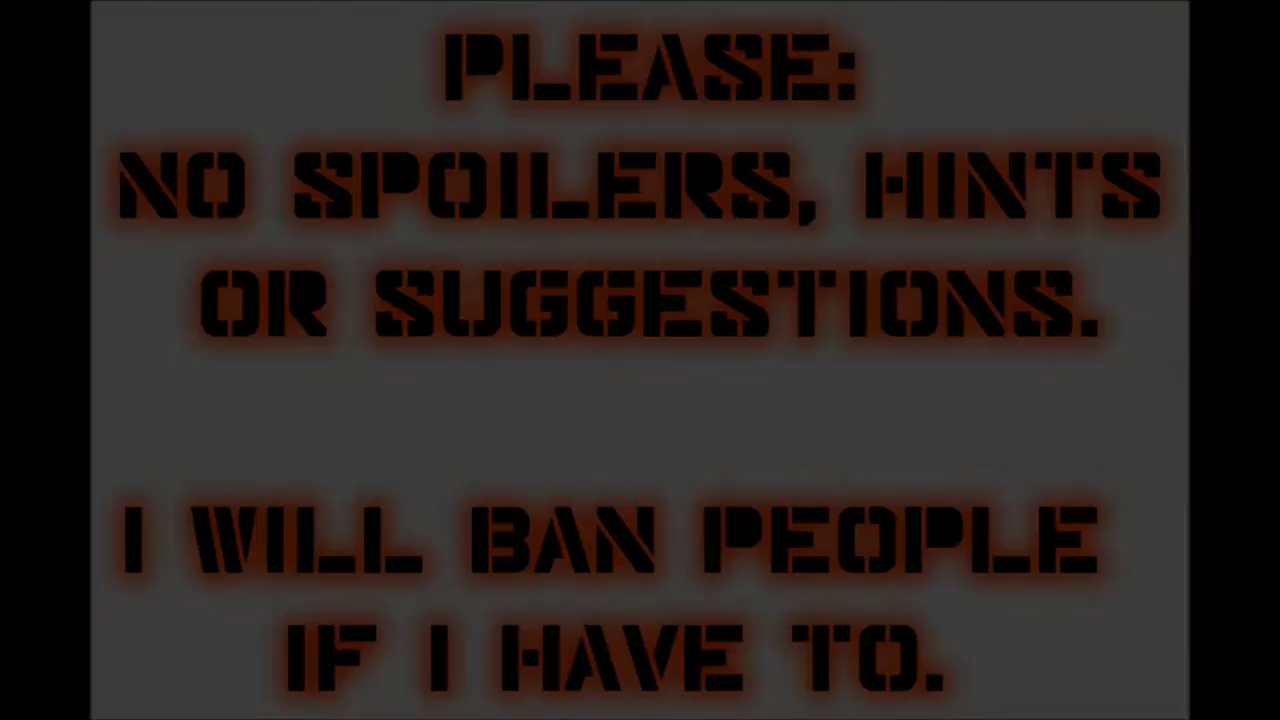 PLEASE:
NO SPOILERS, HINTS
OR SUGGESTIONS.
I WILL BAN PEOPLE
IF I HAVE TO.